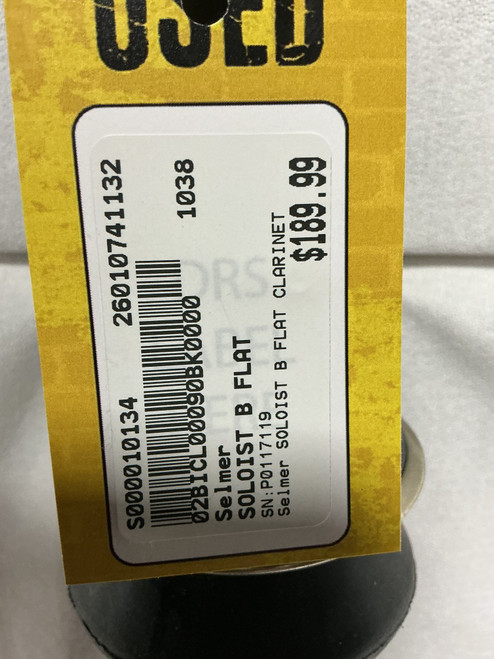 USED
S000010134 26010741132
1038
02BICL00090BK0000
Selmer
SOLOIST B FLAT
SN:P0117119
Selmer SOLOIST B FLAT CLARINET
$189.99